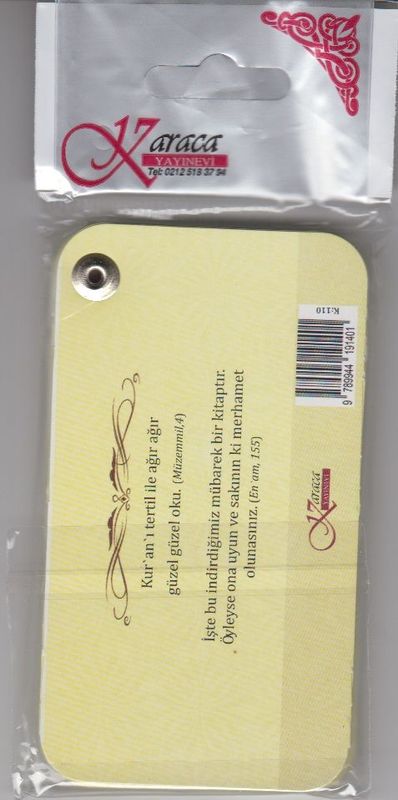 Karaca
YAYINEVİ
Tel: 0212 518 37 94
Kur'an'ı tertil ile ağır ağır
güzel güzel oku. (Müzemmil,4)
İşte bu indirdiğimiz mübarek bir kitaptır.
Öyleyse ona uyun ve sakının ki merhamet
olunasınız. (En am, 155)
Karaca
YAYINEVİ
K:110
9 789944 191401